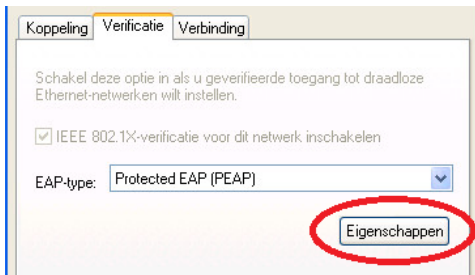 Koppeling Verificatie Verbinding
Schakel deze optie in als u geverifieerde toegang tot draadloze
Ethernet-netwerken wilt instellen.
IEEE 802.1X-verificatie voor dit netwerk inschakelen
EAP-type: Protected EAP (PEAP)
Eigenschappen